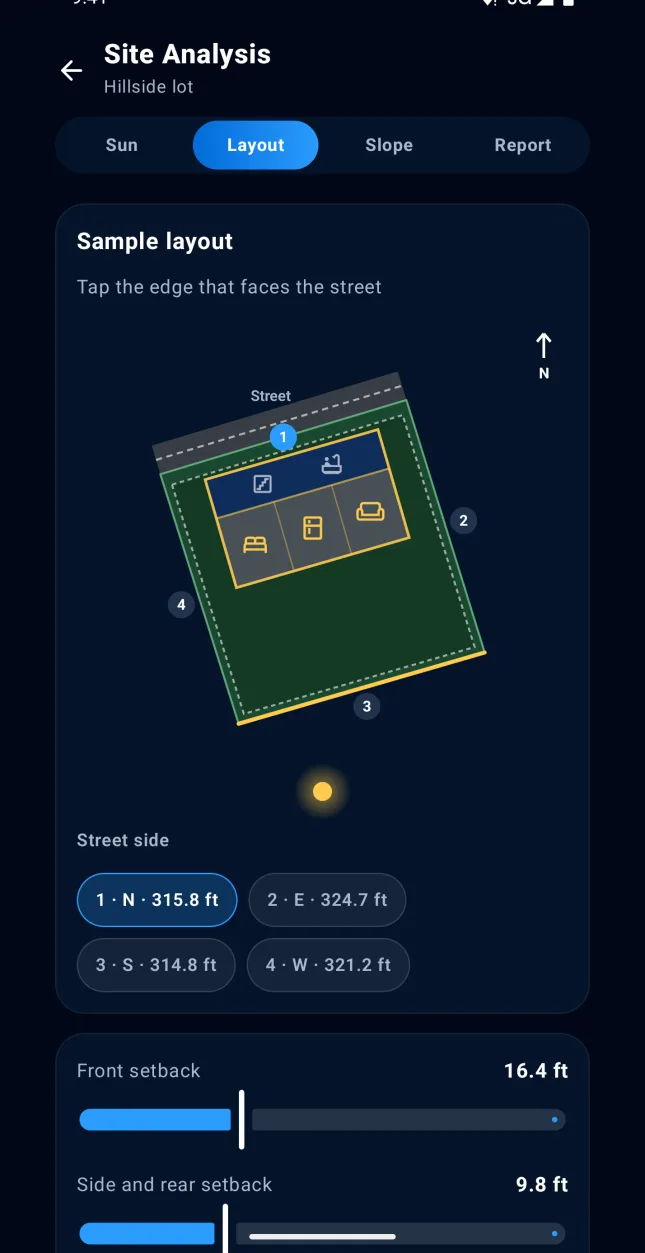 Site Analysis
Hillside lot
Sun Layout Slope Report
Sample layout
Tap the edge that faces the street
N
Street
1
2
4
3
Street side
1 · N · 315.8 ft 2 · E · 324.7 ft
3 · S · 314.8 ft 4 · W · 321.2 ft
Front setback 16.4 ft
Side and rear setback 9.8 ft